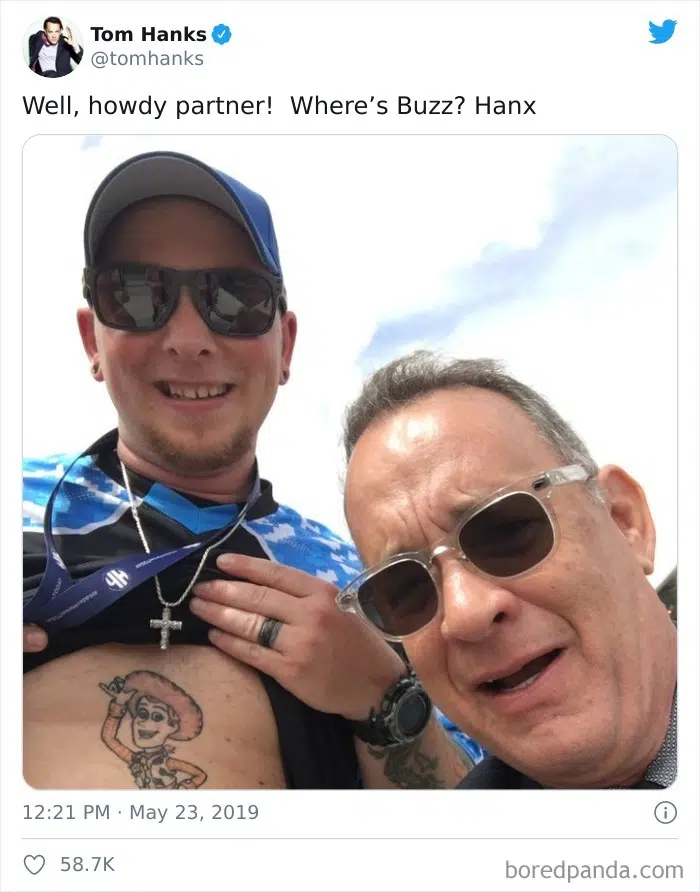 Tom Hanks
@tomhanks
Well, howdy partner!  Where’s Buzz? Hanx
12:21 PM · May 23, 2019
58.7K
boredpanda.com